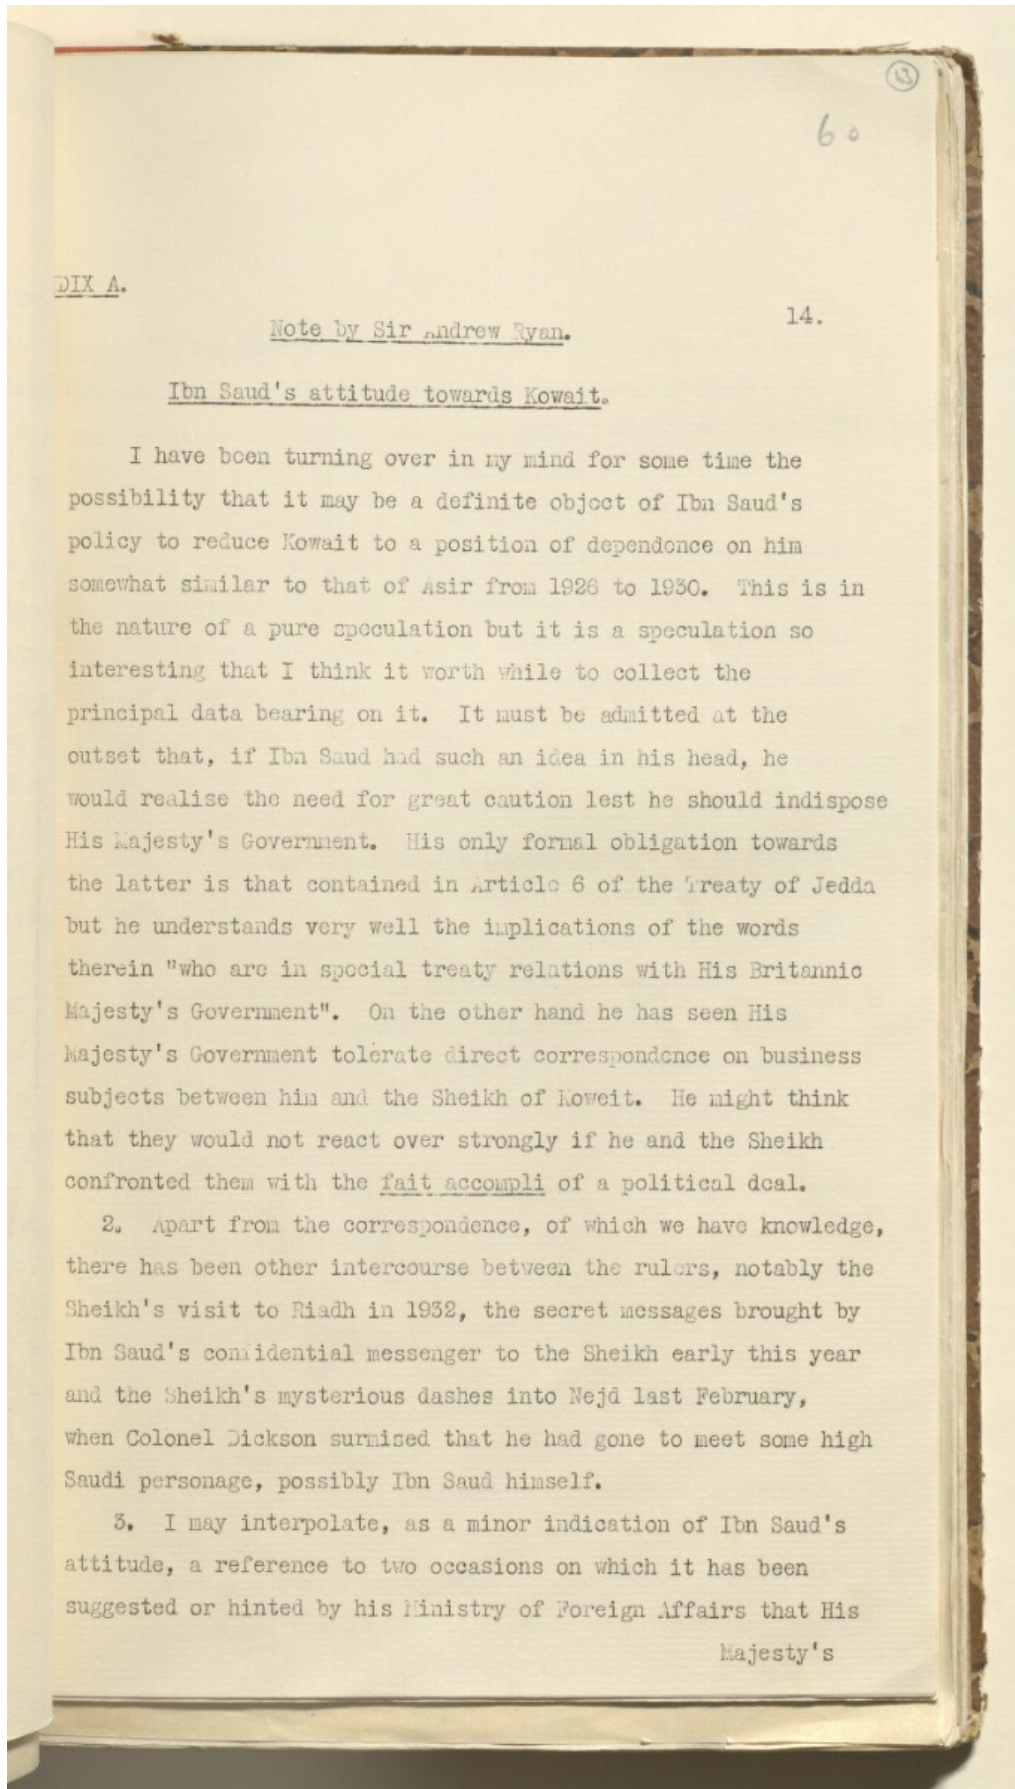 13
60
DIX A.
14.
Note by Sir Andrew Ryan.
Ibn Saud's attitude towards Kowait.
I have been turning over in my mind for some time the
possibility that it may be a definite object of Ibn Saud's
policy to reduce Kowait to a position of dependence on him
somewhat similar to that of Asir from 1926 to 1930. This is in
the nature of a pure speculation but it is a speculation so
interesting that I think it worth while to collect the
principal data bearing on it. It must be admitted at the
outset that, if Ibn Saud had such an idea in his head, he
would realise the need for great caution lest he should indispose
His Majesty's Government. His only formal obligation towards
the latter is that contained in Article 6 of the Treaty of Jedda
but he understands very well the implications of the words
therein "who are in special treaty relations with His Britannic
Majesty's Government". On the other hand he has seen His
Majesty's Government tolerate direct correspondence on business
subjects between him and the Sheikh of Koweit. He might think
that they would not react over strongly if he and the Sheikh
confronted them with the fait accompli of a political deal.
2. Apart from the correspondence, of which we have knowledge,
there has been other intercourse between the rulers, notably the
Sheikh's visit to Riadh in 1932, the secret messages brought by
Ibn Saud's confidential messenger to the Sheikh early this year
and the Sheikh's mysterious dashes into Nejd last February,
when Colonel Dickson surmised that he had gone to meet some high
Saudi personage, possibly Ibn Saud himself.
3. I may interpolate, as a minor indication of Ibn Saud's
attitude, a reference to two occasions on which it has been
suggested or hinted by his Ministry of Foreign Affairs that His
Majesty's